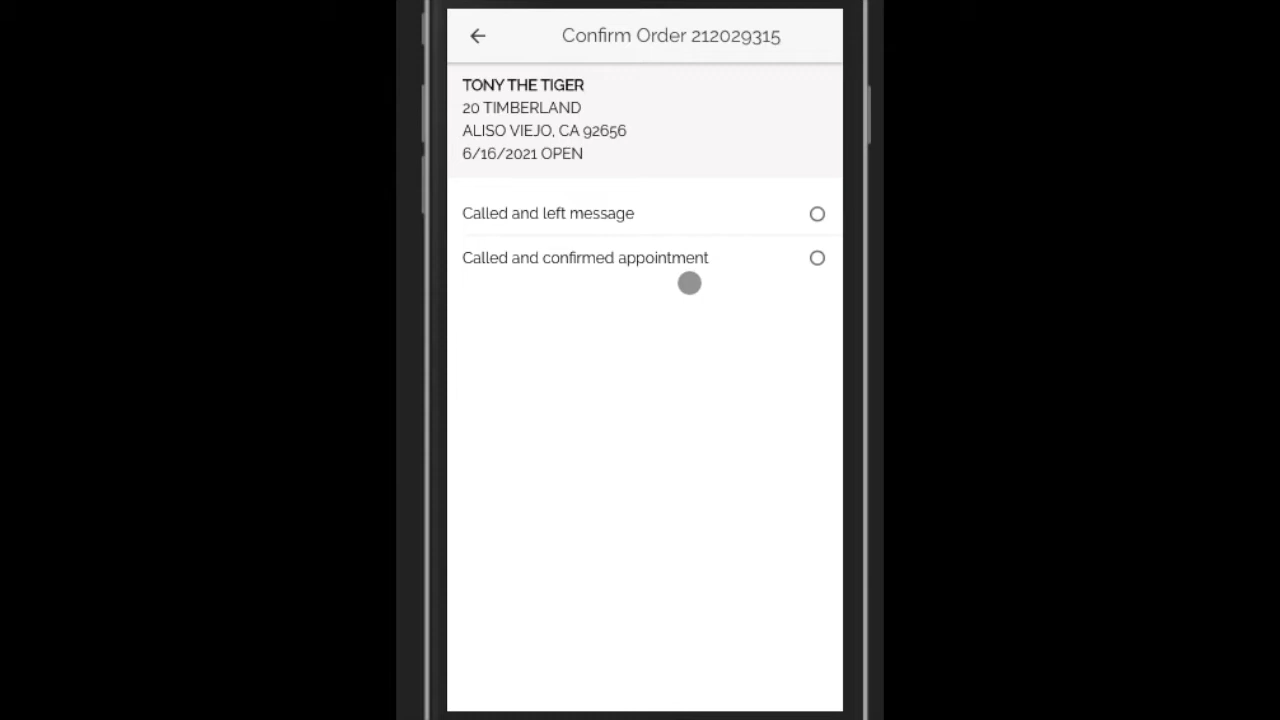 Confirm Order 212029315
TONY THE TIGER
20 TIMBERLAND
ALISO VIEJO, CA 92656
6/16/2021 OPEN
Called and left message
Called and confirmed appointment